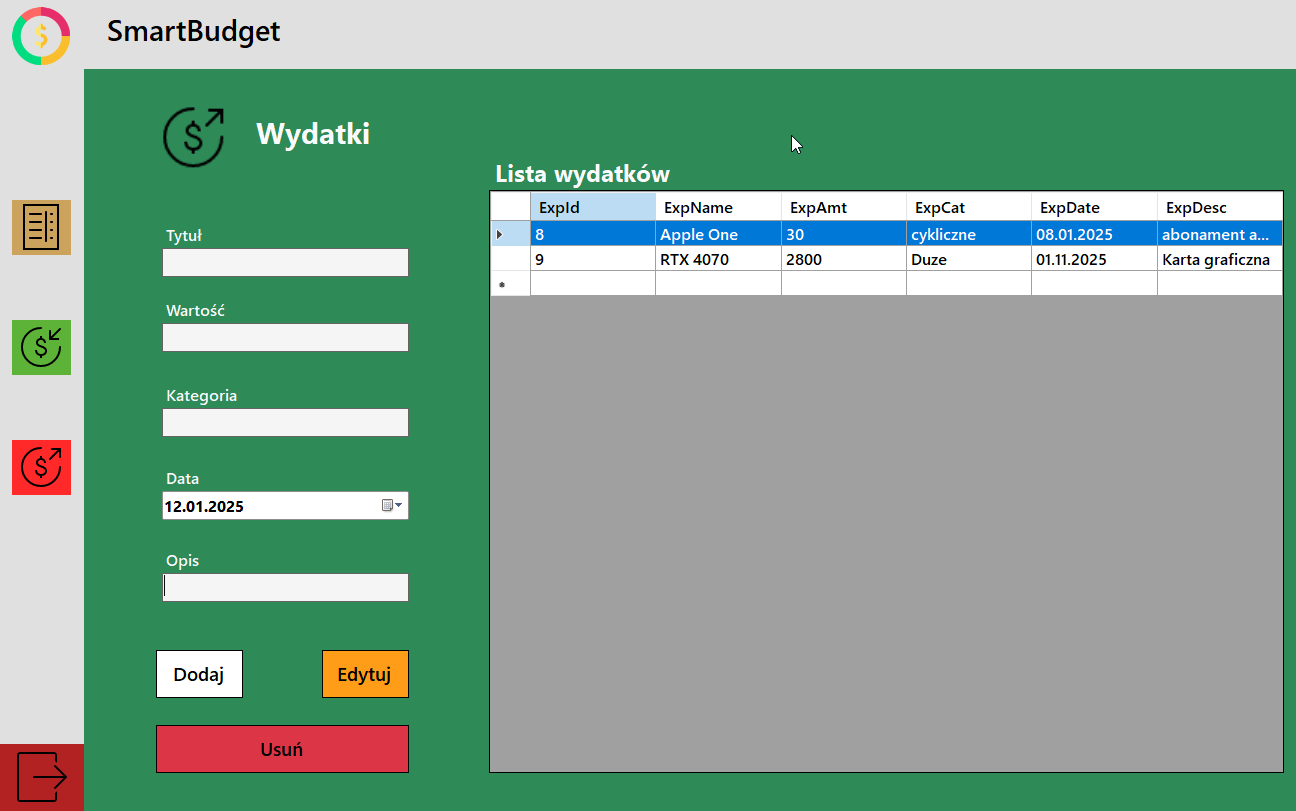 SmartBudget
Wydatki
Tytuł
Wartość
Kategoria
Data
12.01.2025
Opis
Dodaj
Edytuj
Usuń
Lista wydatków
ExpId ExpName ExpAmt ExpCat ExpDate ExpDesc
8 Apple One 30 cykliczne 08.01.2025 abonament a...
9 RTX 4070 2800 Duze 01.11.2025 Karta graficzna